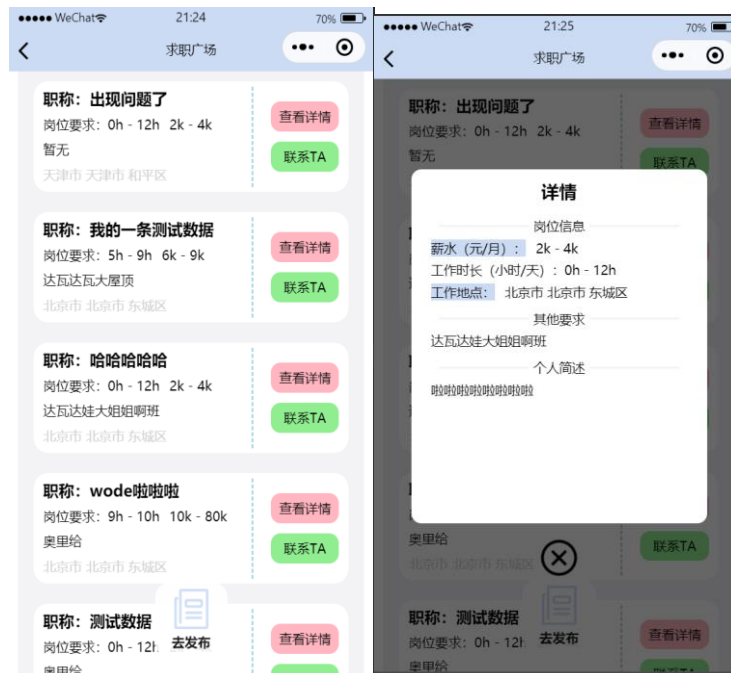 WeChat 21:24 70%
求职广场
职称：出现问题了
岗位要求：0h - 12h 2k - 4k
暂无
天津市 天津市 和平区
查看详情
联系TA
职称：我的一条测试数据
岗位要求：5h - 9h 6k - 9k
达瓦达瓦大屋顶
北京市 北京市 东城区
查看详情
联系TA
职称：哈哈哈哈哈
岗位要求：0h - 12h 2k - 4k
达瓦达娃大姐姐啊班
北京市 北京市 东城区
查看详情
联系TA
职称：wode啦啦啦
岗位要求：9h - 10h 10k - 80k
奥里给
北京市 北京市 东城区
查看详情
联系TA
职称：测试数据
岗位要求：0h - 12h
奥里给
查看详情
去发布
WeChat 21:25 70%
求职广场
职称：出现问题了
岗位要求：0h - 12h 2k - 4k
暂无
查看详情
联系TA
详情
岗位信息
薪水（元/月）： 2k - 4k
工作时长（小时/天）：0h - 12h
工作地点： 北京市 北京市 东城区
其他要求
达瓦达娃大姐姐啊班
个人简述
啦啦啦啦啦啦啦啦
奥里给
北京市 北京市 东城区
联系TA
职称：测试数据
岗位要求：0h - 12h
奥里给
查看详情
去发布